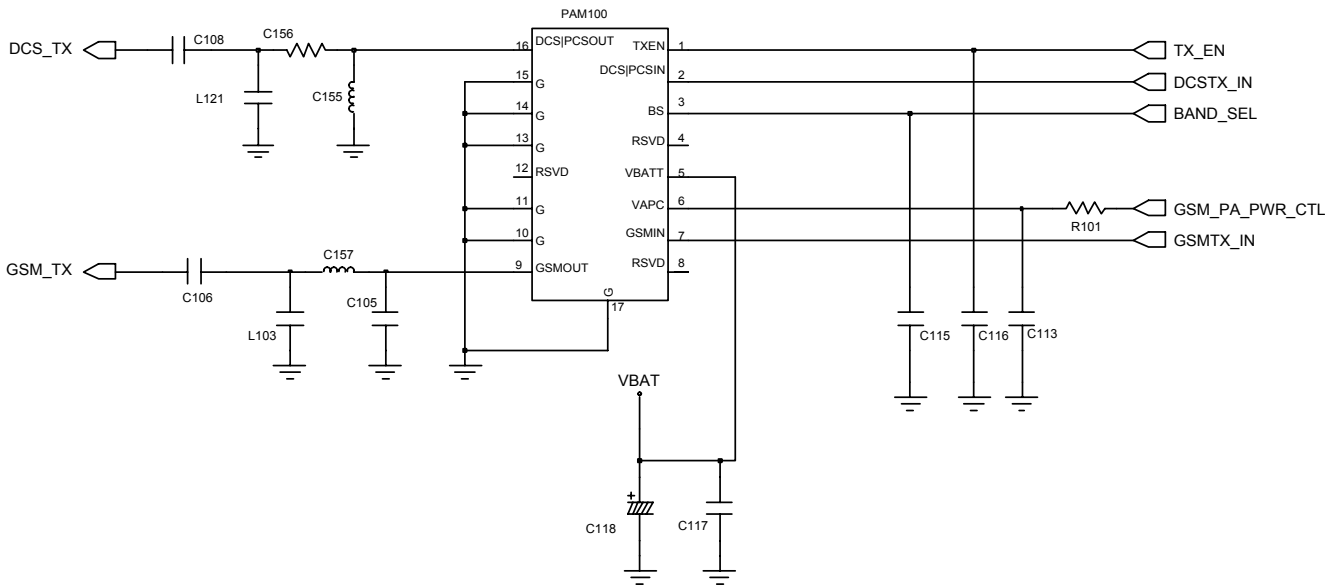 PAM100
DCS_TX
C108
C156
16
DCS|PCSOUT
TXEN
1
TX_EN
L121
C155
15
G
DCS|PCSIN
2
DCSTX_IN
14
G
BS
3
BAND_SEL
13
G
RSVD
4
12
RSVD
VBATT
5
11
G
VAPC
6
R101
GSM_PA_PWR_CTL
10
G
GSMIN
7
GSMTX_IN
GSM_TX
C106
C157
9
GSMOUT
RSVD
8
L103
C105
G
17
C115
C116
C113
VBAT
+
C118
C117